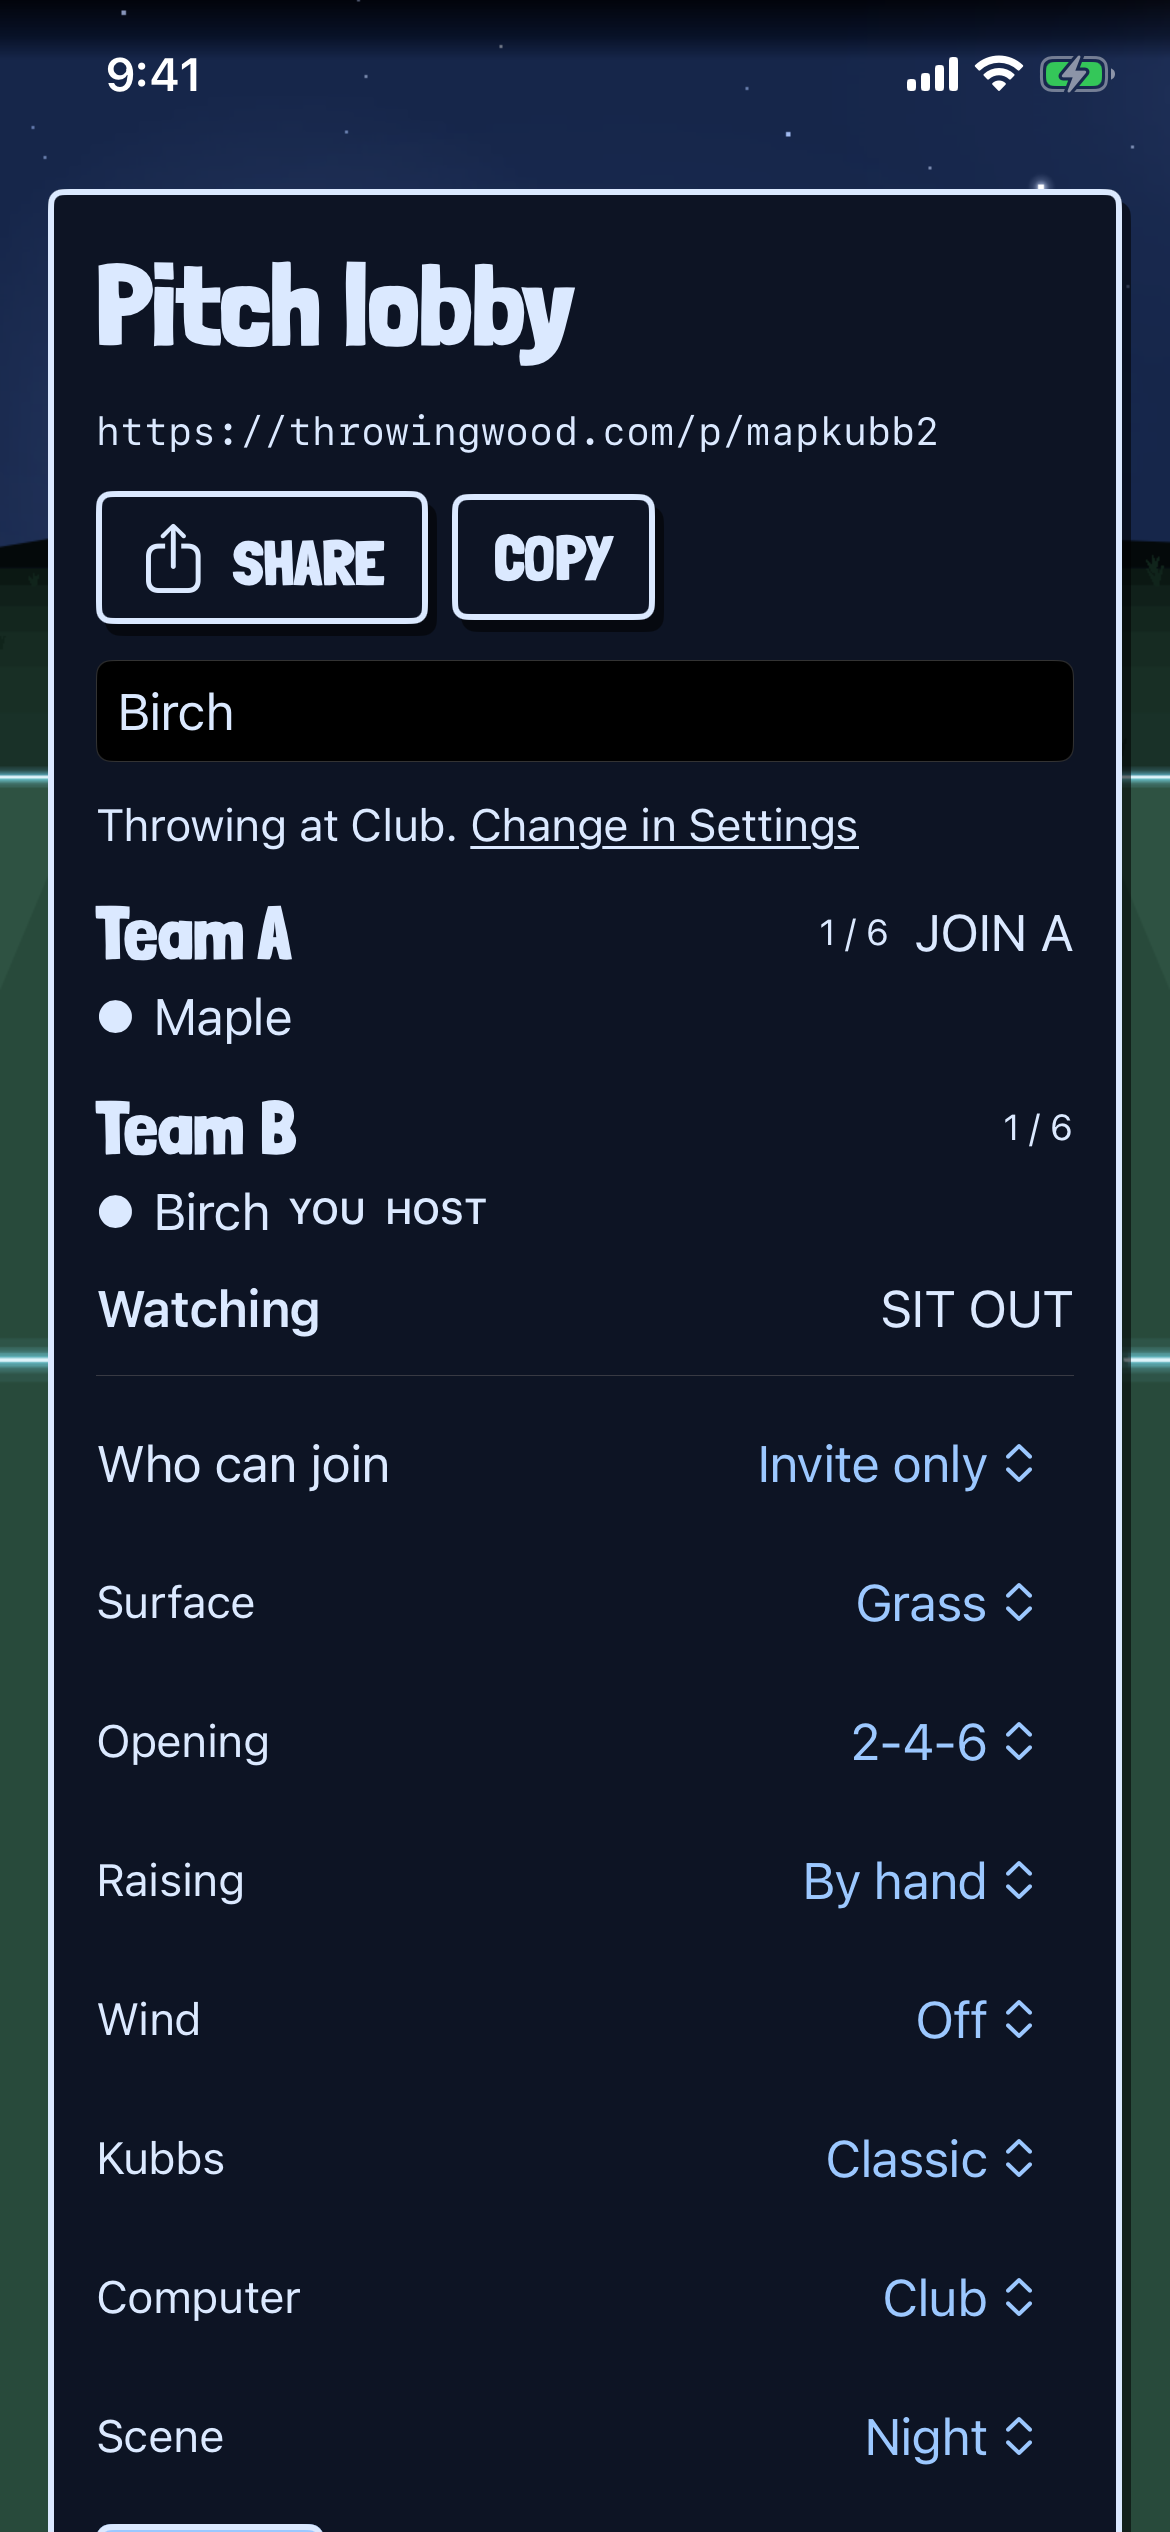 9:41
Pitch lobby
https://throwingwood.com/p/mapkubb2
SHARE COPY
Birch
Throwing at Club. Change in Settings
Team A 1 / 6 JOIN A
Maple
Team B 1 / 6
Birch YOU HOST
Watching SIT OUT
Who can join Invite only
Surface Grass
Opening 2-4-6
Raising By hand
Wind Off
Kubbs Classic
Computer Club
Scene Night